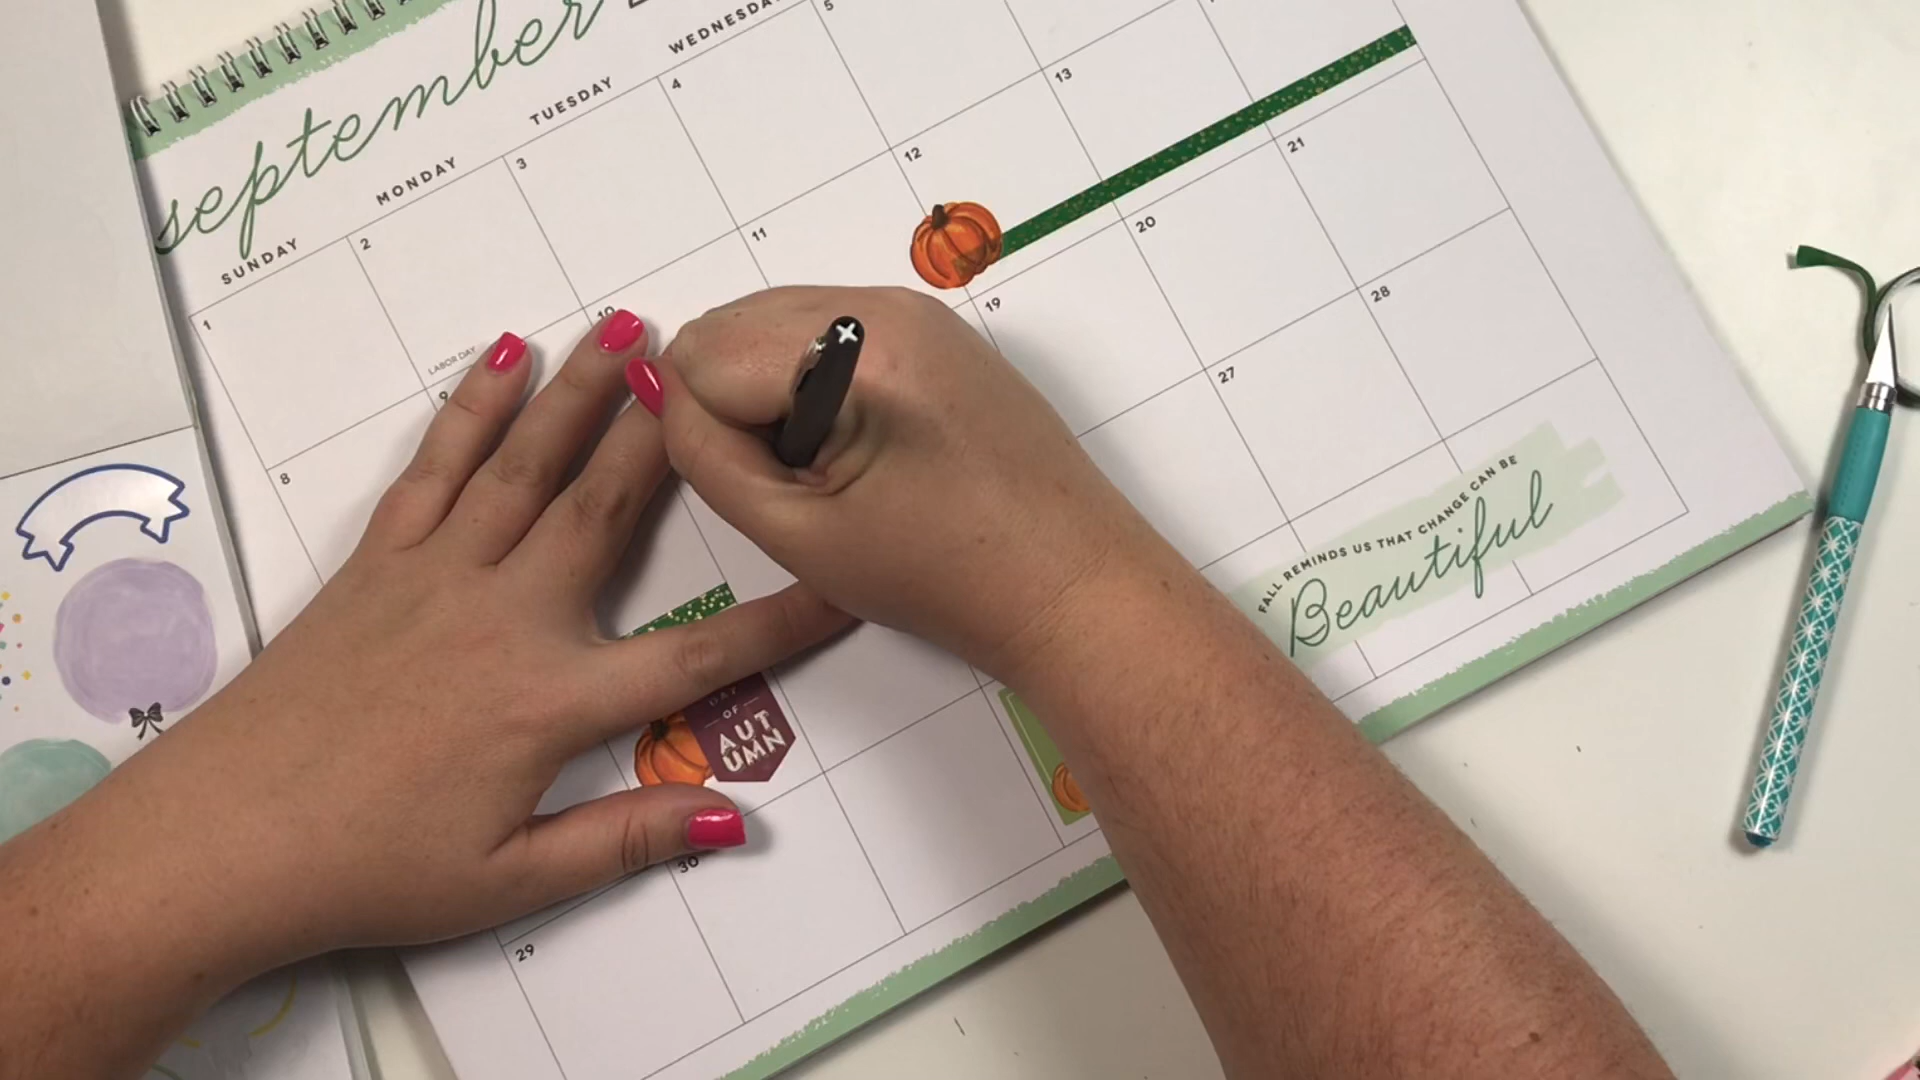 september
SUNDAY MONDAY TUESDAY WEDNESDAY
1 2 3 4 5
LABOR DAY
8 9 10 11 12 13
19 20 21
27 28
OF
AUT
UMN
FALL REMINDS US THAT CHANGE CAN BE
Beautiful
29 30